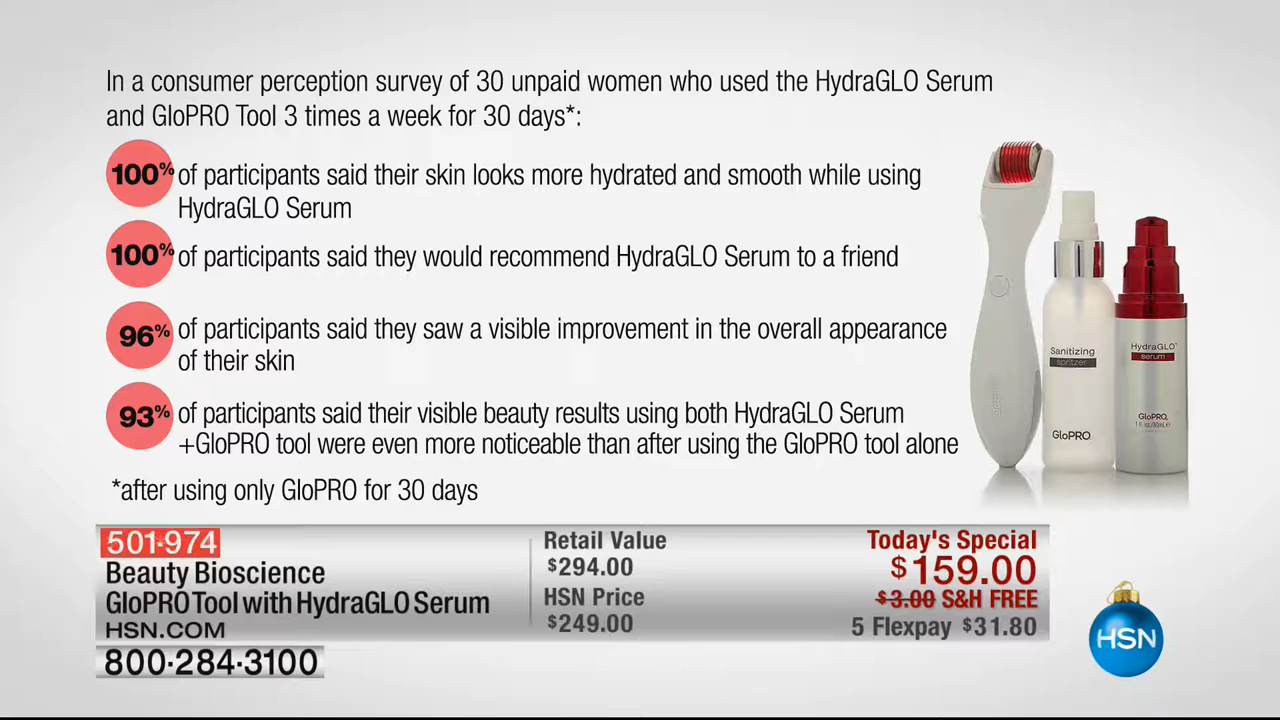 In a consumer perception survey of 30 unpaid women who used the HydraGLO Serum
and GloPRO Tool 3 times a week for 30 days*:
100% of participants said their skin looks more hydrated and smooth while using
HydraGLO Serum
100% of participants said they would recommend HydraGLO Serum to a friend
96% of participants said they saw a visible improvement in the overall appearance
of their skin
93% of participants said their visible beauty results using both HydraGLO Serum
+GloPRO tool were even more noticeable than after using the GloPRO tool alone
*after using only GloPRO for 30 days
Sanitizing
spritzer
GloPRO
HydraGLO™
serum
GloPRO
1 fl oz/30mL e
501-974
Beauty Bioscience
GloPRO Tool with HydraGLO Serum
HSN.COM
800-284-3100
Retail Value
$294.00
HSN Price
$249.00
Today's Special
$159.00
$3.00 S&H FREE
5 Flexpay $31.80
HSN